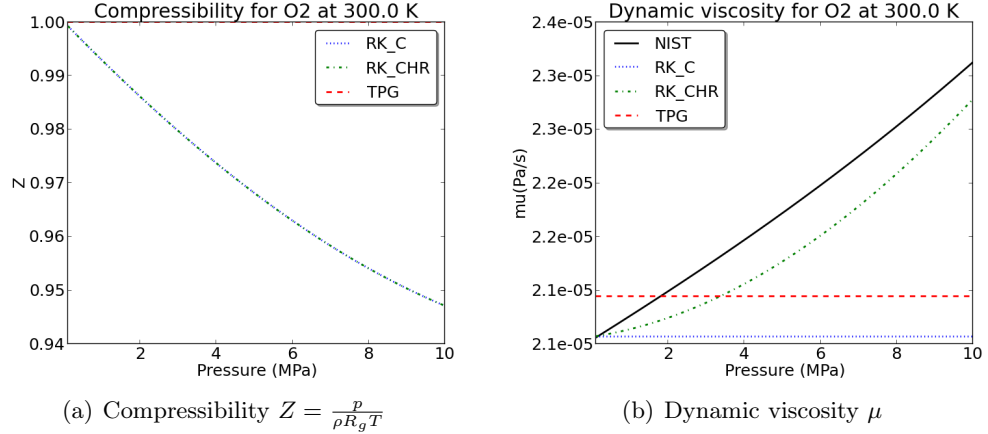 Compressibility for O2 at 300.0 K
1.00
0.99
0.98
0.97
0.96
0.95
0.94
Z
RK_C
RK_CHR
TPG
2
4
6
8
10
Pressure (MPa)
(a) Compressibility Z = p/(ρR_gT)
Dynamic viscosity for O2 at 300.0 K
2.4e-05
2.3e-05
2.3e-05
2.2e-05
2.2e-05
2.1e-05
2.1e-05
mu(Pa/s)
NIST
RK_C
RK_CHR
TPG
2
4
6
8
10
Pressure (MPa)
(b) Dynamic viscosity μ